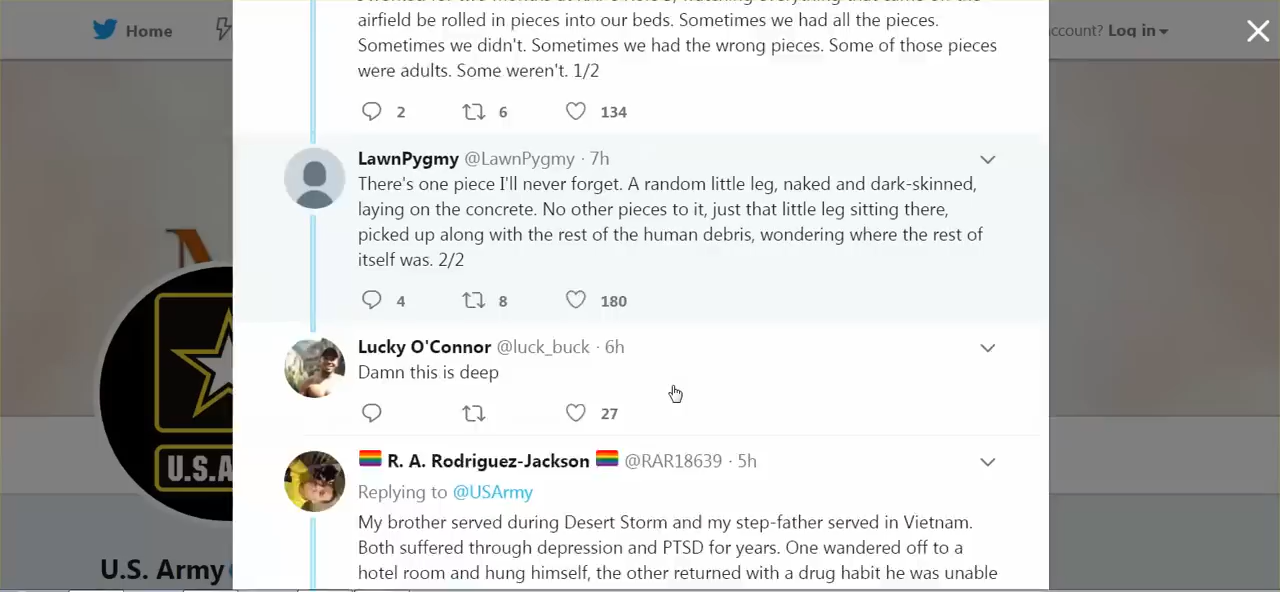 Home
ccount? Log in
airfield be rolled in pieces into our beds. Sometimes we had all the pieces.
Sometimes we didn't. Sometimes we had the wrong pieces. Some of those pieces
were adults. Some weren't. 1/2
2 6 134
LawnPygmy @LawnPygmy · 7h
There's one piece I'll never forget. A random little leg, naked and dark-skinned,
laying on the concrete. No other pieces to it, just that little leg sitting there,
picked up along with the rest of the human debris, wondering where the rest of
itself was. 2/2
4 8 180
Lucky O'Connor @luck_buck · 6h
Damn this is deep
27
R. A. Rodriguez-Jackson @RAR18639 · 5h
Replying to @USArmy
My brother served during Desert Storm and my step-father served in Vietnam.
Both suffered through depression and PTSD for years. One wandered off to a
hotel room and hung himself, the other returned with a drug habit he was unable
U.S.A
U.S. Army